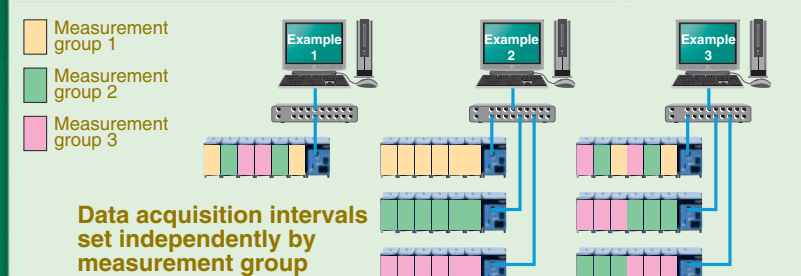 Measurement
group 1
Measurement
group 2
Measurement
group 3
Example
1
Example
2
Example
3
Data acquisition intervals
set independently by
measurement group